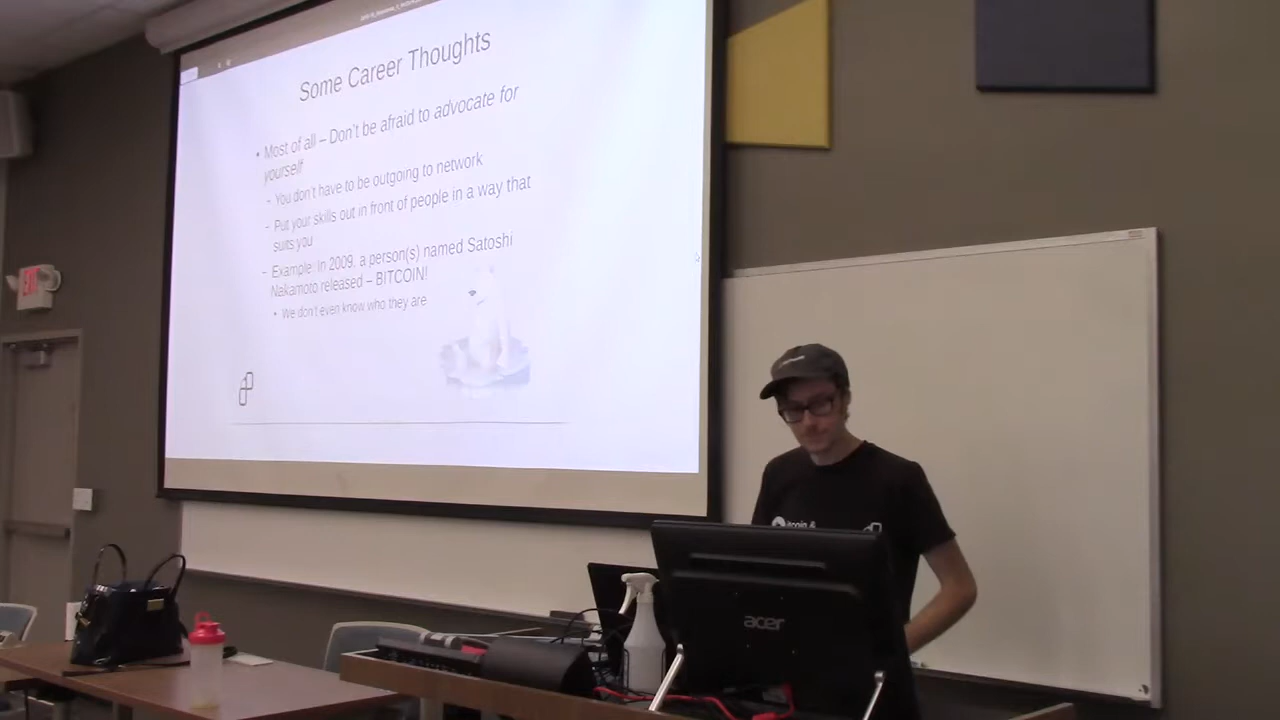 Some Career Thoughts
• Most of all – Don't be afraid to advocate for
yourself
– You don't have to be outgoing to network
– Put your skills out in front of people in a way that
suits you
– Example: In 2009, a person(s) named Satoshi
Nakamoto released – BITCOIN!
• We don't even know who they are
EXIT
acer